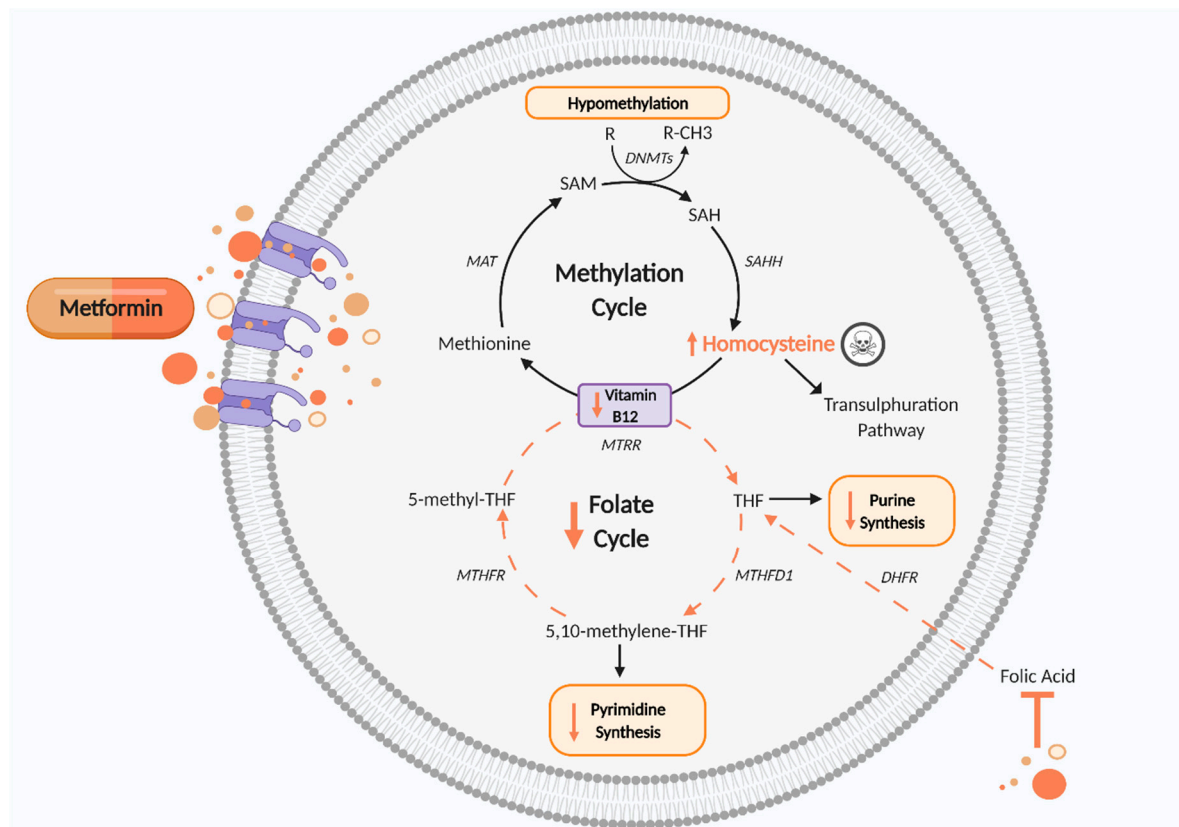 Hypomethylation
R
R-CH3
DNMTs
SAM
SAH
MAT
SAHH
Methylation
Cycle
Metformin
Methionine
Homocysteine
Vitamin
B12
Transulphuration
Pathway
MTRR
5-methyl-THF
Folate
Cycle
THF
Purine
Synthesis
MTHFR
MTHFD1
DHFR
5,10-methylene-THF
Folic Acid
Pyrimidine
Synthesis